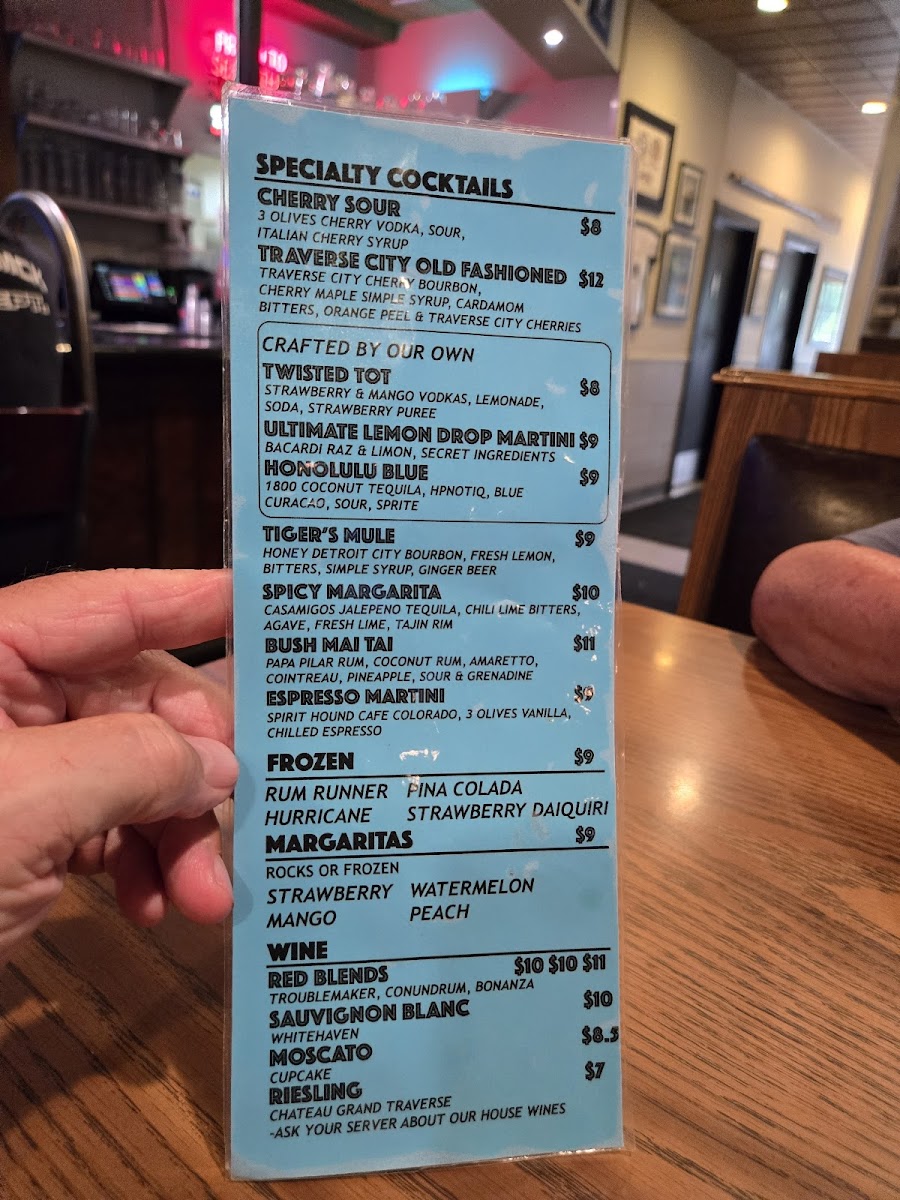 SPECIALTY COCKTAILS
CHERRY SOUR $8
3 OLIVES CHERRY VODKA, SOUR,
ITALIAN CHERRY SYRUP
TRAVERSE CITY OLD FASHIONED $12
TRAVERSE CITY CHERRY BOURBON,
CHERRY MAPLE SIMPLE SYRUP, CARDAMOM
BITTERS, ORANGE PEEL & TRAVERSE CITY CHERRIES
CRAFTED BY OUR OWN
TWISTED TOT $8
STRAWBERRY & MANGO VODKAS, LEMONADE,
SODA, STRAWBERRY PUREE
ULTIMATE LEMON DROP MARTINI $9
BACARDI RAZ & LIMON, SECRET INGREDIENTS
HONOLULU BLUE $9
1800 COCONUT TEQUILA, HPNOTIQ, BLUE
CURACAO, SOUR, SPRITE
TIGER'S MULE $9
HONEY DETROIT CITY BOURBON, FRESH LEMON,
BITTERS, SIMPLE SYRUP, GINGER BEER
SPICY MARGARITA $10
CASAMIGOS JALEPENO TEQUILA, CHILI LIME BITTERS,
AGAVE, FRESH LIME, TAJIN RIM
BUSH MAI TAI $11
PAPA PILAR RUM, COCONUT RUM, AMARETTO,
COINTREAU, PINEAPPLE, SOUR & GRENADINE
ESPRESSO MARTINI
SPIRIT HOUND CAFE COLORADO, 3 OLIVES VANILLA,
CHILLED ESPRESSO
FROZEN $9
RUM RUNNER PINA COLADA
HURRICANE STRAWBERRY DAIQUIRI
MARGARITAS $9
ROCKS OR FROZEN
STRAWBERRY WATERMELON
MANGO PEACH
WINE
RED BLENDS $10 $10 $11
TROUBLEMAKER, CONUNDRUM, BONANZA
SAUVIGNON BLANC $10
WHITEHAVEN
MOSCATO $8.5
CUPCAKE
RIESLING $7
CHATEAU GRAND TRAVERSE
-ASK YOUR SERVER ABOUT OUR HOUSE WINES